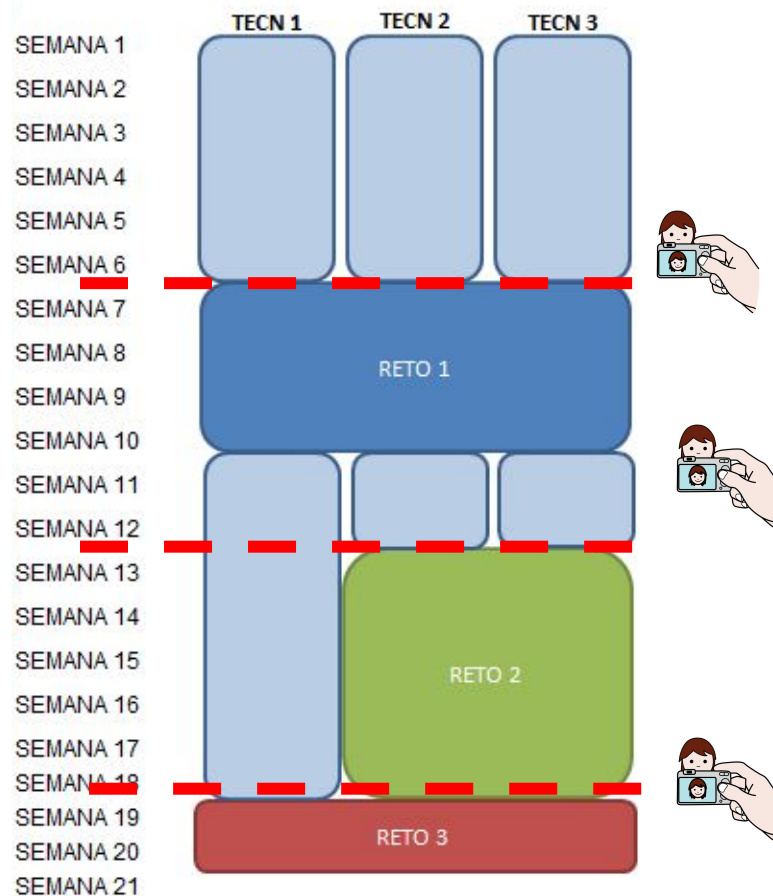 TECN 1 TECN 2 TECN 3
SEMANA 1
SEMANA 2
SEMANA 3
SEMANA 4
SEMANA 5
SEMANA 6
SEMANA 7
SEMANA 8
RETO 1
SEMANA 9
SEMANA 10
SEMANA 11
SEMANA 12
SEMANA 13
SEMANA 14
SEMANA 15
RETO 2
SEMANA 16
SEMANA 17
SEMANA 18
SEMANA 19
RETO 3
SEMANA 20
SEMANA 21